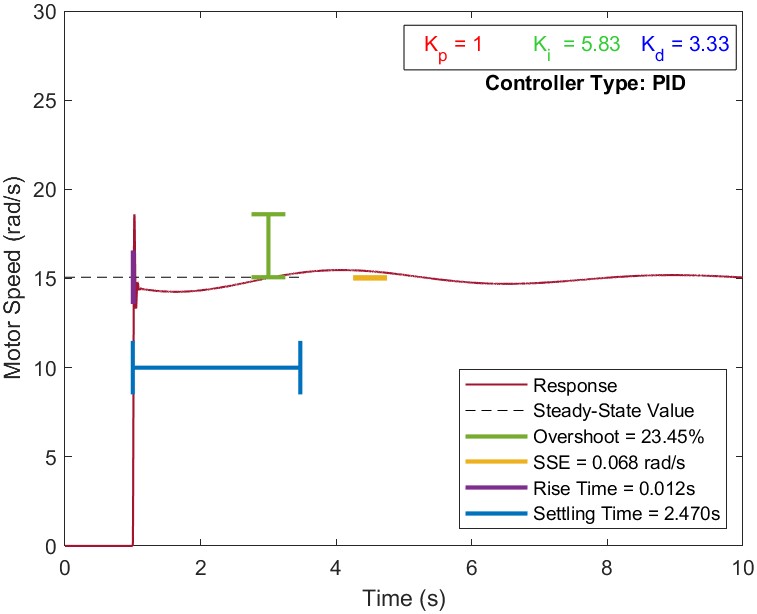 30
25
20
15
10
5
0
Motor Speed (rad/s)
Kp = 1 Ki = 5.83 Kd = 3.33
Controller Type: PID
Response
Steady-State Value
Overshoot = 23.45%
SSE = 0.068 rad/s
Rise Time = 0.012s
Settling Time = 2.470s
0 2 4 6 8 10
Time (s)